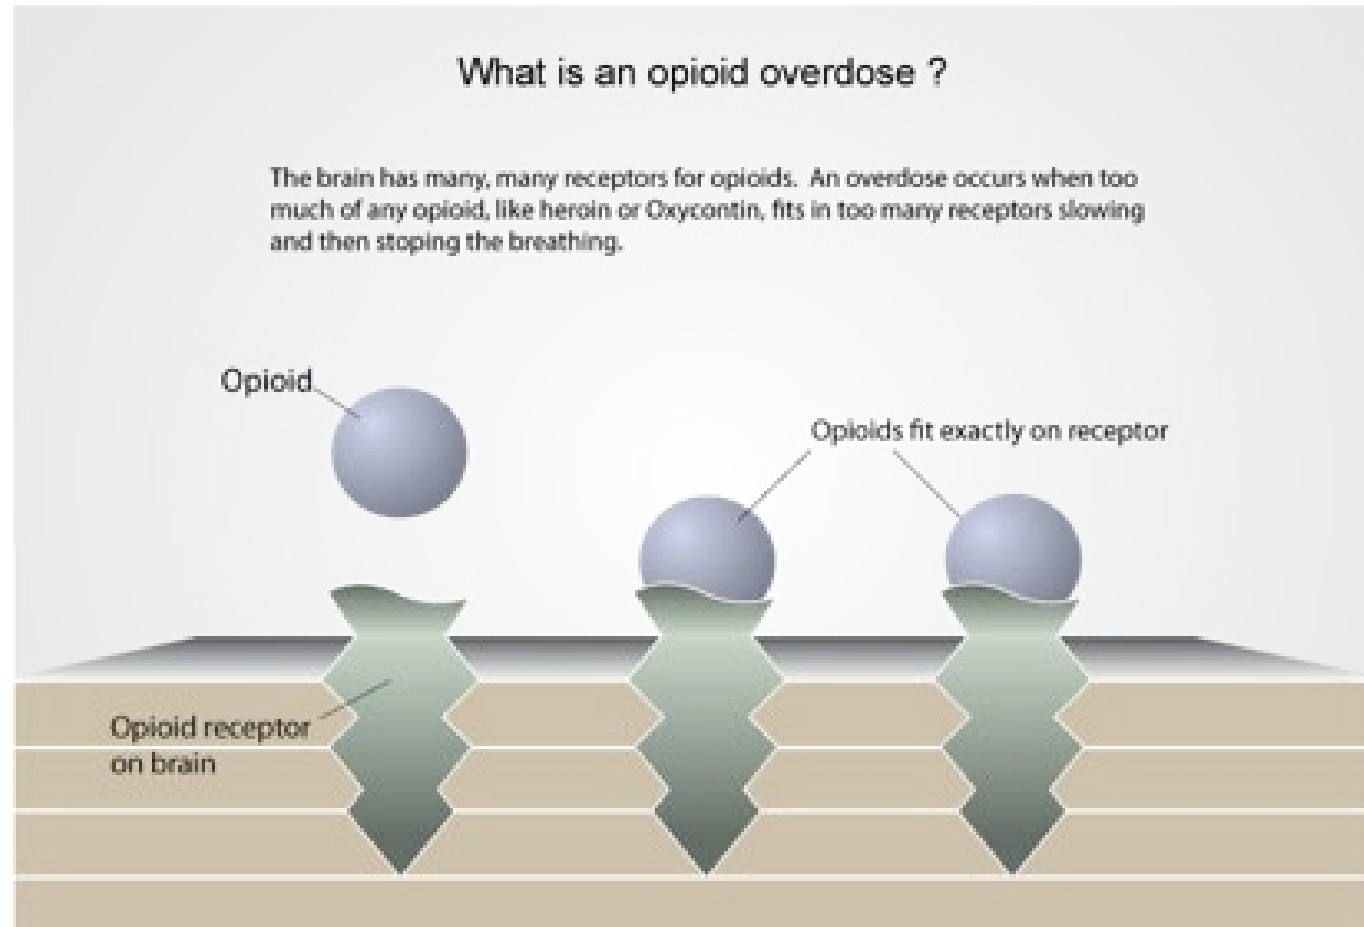 What is an opioid overdose ?
The brain has many, many receptors for opioids. An overdose occurs when too
much of any opioid, like heroin or Oxycontin, fits in too many receptors slowing
and then stoping the breathing.
Opioid
Opioids fit exactly on receptor
Opioid receptor
on brain